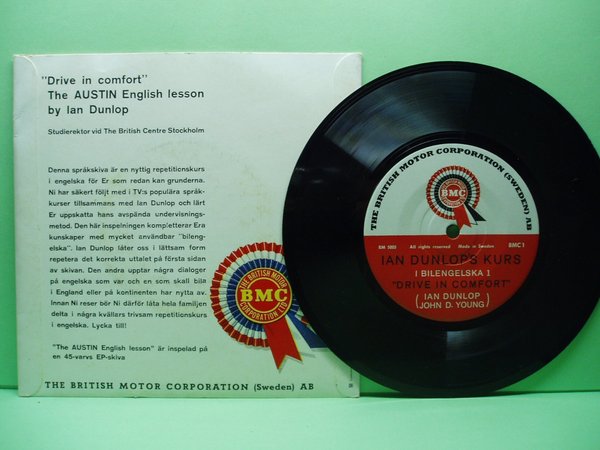 "Drive in comfort"
The AUSTIN English lesson
by Ian Dunlop
Studierektor vid The British Centre Stockholm
Denna språkskiva är en nyttig repetitionskurs
i engelska för Er som redan kan grunderna.
Ni har säkert följt med i TV:s populära språk-
kurser tillsammans med Ian Dunlop och lärt
Er uppskatta hans avspända undervisnings-
metod. Den här inspelningen kompletterar Era
kunskaper med mycket användbar "bileng-
elska". Ian Dunlop låter oss i lättsam form
repetera det korrekta uttalet på första sidan
av skivan. Den andra upptar några dialoger
på engelska som var och en som skall bila
i England eller på kontinenten har nytta av.
Innan Ni reser bör Ni därför låta hela familjen
delta i några kvällars trivsam repetitionskurs
i engelska. Lycka till!
"The AUSTIN English lesson" är inspelad på
en 45-varvs EP-skiva
THE BRITISH MOTOR CORPORATION LTD
BMC
THE BRITISH MOTOR CORPORATION (Sweden) AB
THE BRITISH MOTOR CORPORATION (SWEDEN) AB
BMC
EM 5003 All rights reserved Made in Sweden BMC 1
IAN DUNLOP'S KURS
I BILENGELSKA 1
"DRIVE IN COMFORT"
( IAN DUNLOP
JOHN D. YOUNG )